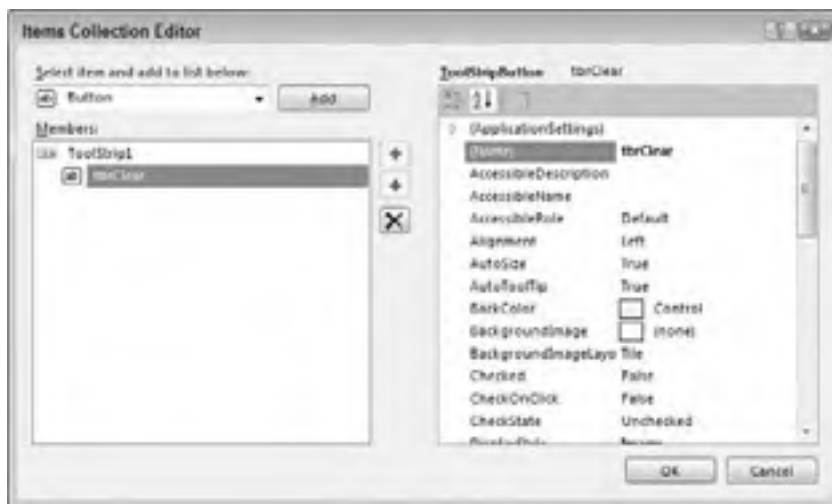 Items Collection Editor
Select item and add to list below:
Button
Add
Members:
ToolStrip1
tbrClear
ToolStripButton tbrClear
(ApplicationSettings)
(Name) tbrClear
AccessibleDescription
AccessibleName
AccessibleRole Default
Alignment Left
AutoSize True
AutoToolTip True
BackColor Control
BackgroundImage (none)
BackgroundImageLayo Tile
Checked False
CheckOnClick False
CheckState Unchecked
DisplayStyle Image
OK Cancel